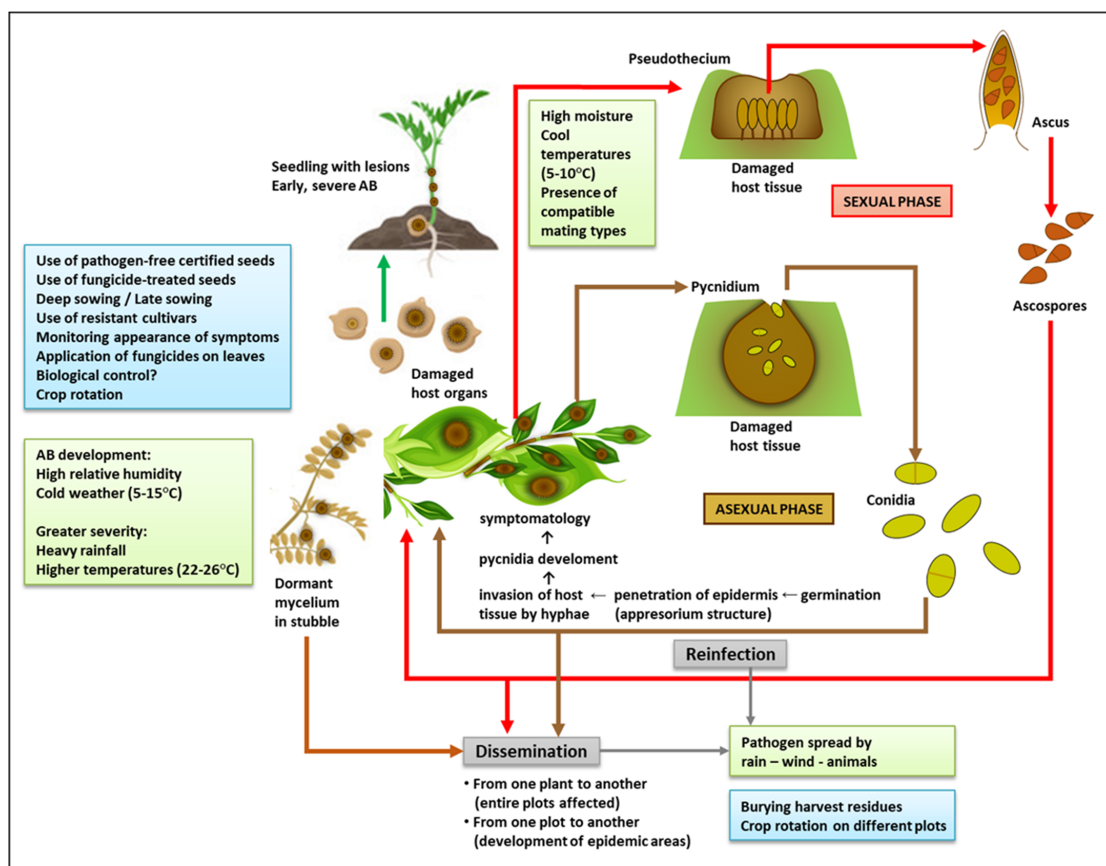 Pseudothecium
High moisture
Cool
temperatures
(5-10°C)
Presence of
compatible
mating types
Damaged
host tissue
Ascus
SEXUAL PHASE
Ascospores
Seedling with lesions
Early, severe AB
Use of pathogen-free certified seeds
Use of fungicide-treated seeds
Deep sowing / Late sowing
Use of resistant cultivars
Monitoring appearance of symptoms
Application of fungicides on leaves
Biological control?
Crop rotation
Damaged
host organs
Pycnidium
Damaged
host tissue
AB development:
High relative humidity
Cold weather (5-15°C)
Greater severity:
Heavy rainfall
Higher temperatures (22-26°C)
Dormant
mycelium
in stubble
ASEXUAL PHASE
Conidia
symptomatology
↑
pycnidia develoment
↑
invasion of host ← penetration of epidermis ← germination
tissue by hyphae (appresorium structure)
Reinfection
Dissemination
• From one plant to another
(entire plots affected)
• From one plot to another
(development of epidemic areas)
Pathogen spread by
rain – wind - animals
Burying harvest residues
Crop rotation on different plots